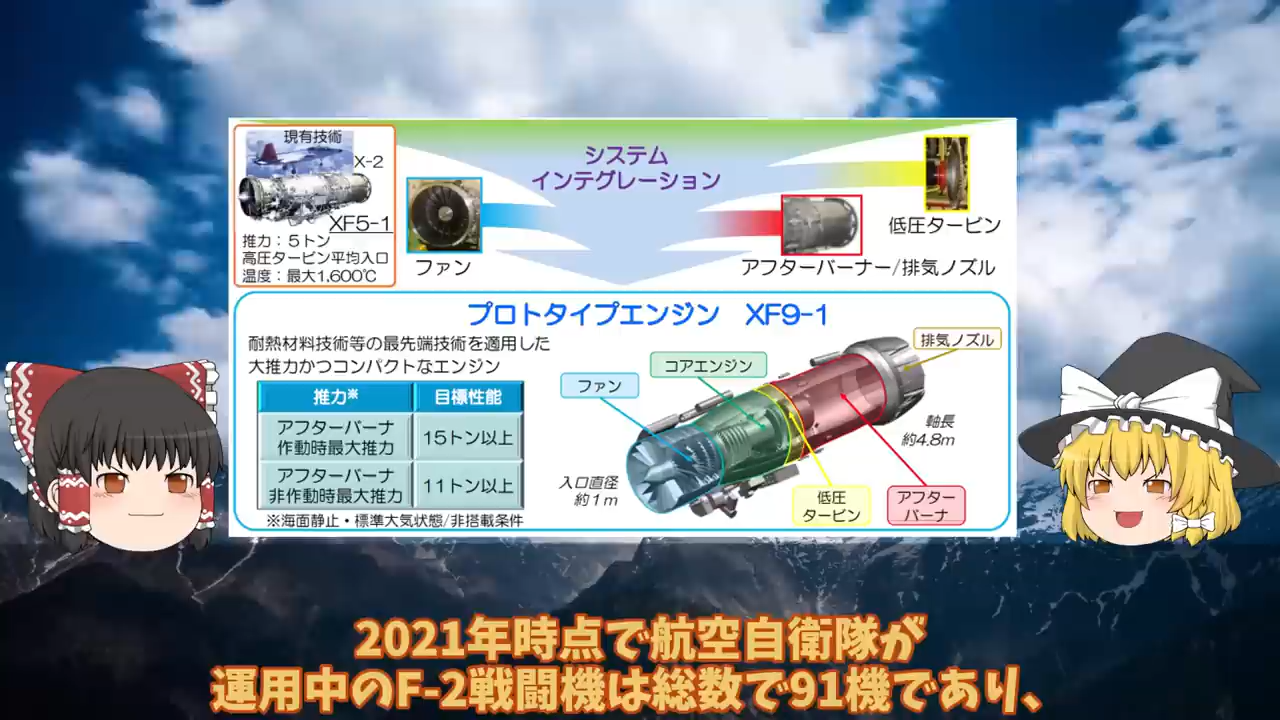 現有技術
X-2
XF5-1
推力：５トン
高圧タービン平均入口
温度：最大1,600℃
システム
インテグレーション
ファン
アフターバーナー/排気ノズル
低圧タービン
プロトタイプエンジン　XF9-1
耐熱材料技術等の最先端技術を適用した
大推力かつコンパクトなエンジン
推力※
目標性能
アフターバーナ
作動時最大推力
15トン以上
アフターバーナ
非作動時最大推力
11トン以上
※海面静止・標準大気状態/非搭載条件
ファン
コアエンジン
排気ノズル
軸長
約4.8m
入口直径
約１ｍ
低圧
タービン
アフター
バーナ
2021年時点で航空自衛隊が
運用中のF-2戦闘機は総数で91機であり、